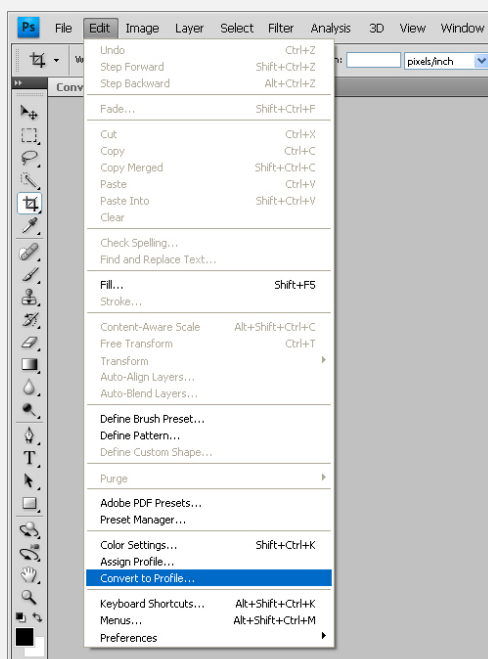 Ps File Edit Image Layer Select Filter Analysis 3D View Window
pixels/inch
Undo Ctrl+Z
Step Forward Shift+Ctrl+Z
Step Backward Alt+Ctrl+Z
Fade... Shift+Ctrl+F
Cut Ctrl+X
Copy Ctrl+C
Copy Merged Shift+Ctrl+C
Paste Ctrl+V
Paste Into Shift+Ctrl+V
Clear
Check Spelling...
Find and Replace Text...
Fill... Shift+F5
Stroke...
Content-Aware Scale Alt+Shift+Ctrl+C
Free Transform Ctrl+T
Transform
Auto-Align Layers...
Auto-Blend Layers...
Define Brush Preset...
Define Pattern...
Define Custom Shape...
Purge
Adobe PDF Presets...
Preset Manager...
Color Settings... Shift+Ctrl+K
Assign Profile...
Convert to Profile...
Keyboard Shortcuts... Alt+Shift+Ctrl+K
Menus... Alt+Shift+Ctrl+M
Preferences